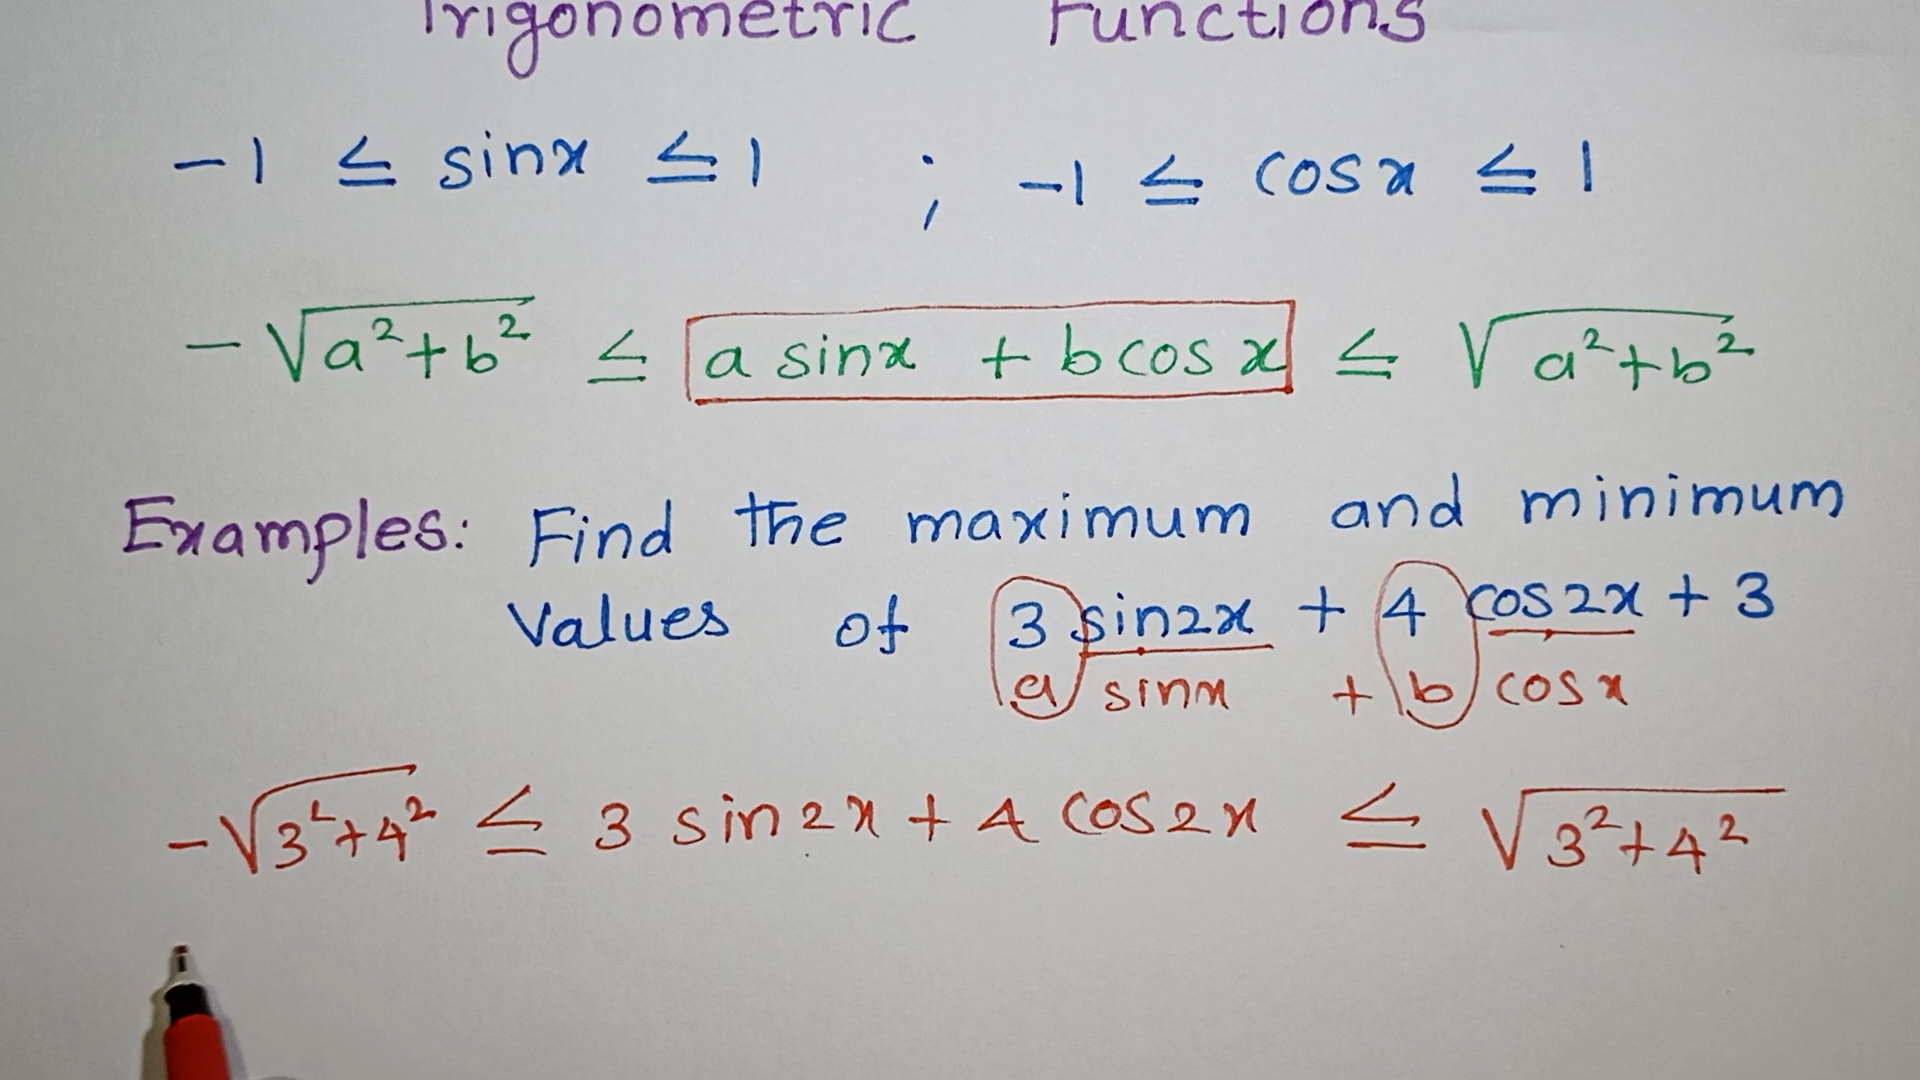 Trigonometric Functions
-1 ≤ sinx ≤ 1 ; -1 ≤ cosx ≤ 1
-√(a²+b²) ≤ a sinx + b cosx ≤ √(a²+b²)
Examples: Find the maximum and minimum
Values of 3 sin2x + 4 cos2x + 3
a sinx + b cosx
-√(3²+4²) ≤ 3 sin2x + 4 cos2x ≤ √(3²+4²)